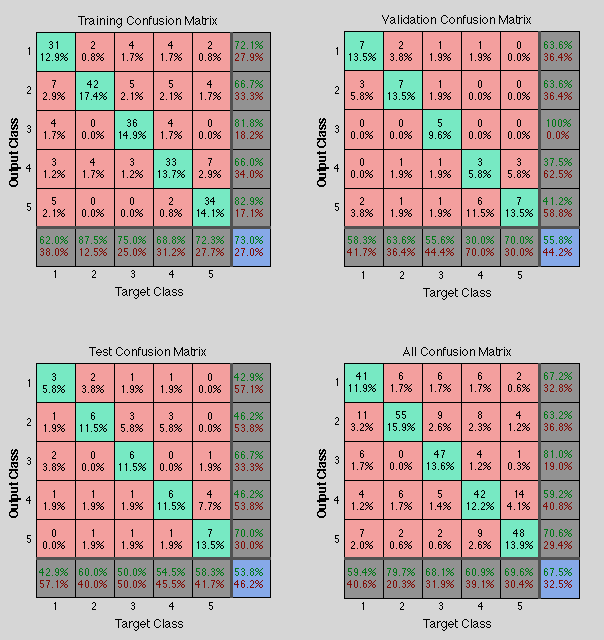 Training Confusion Matrix
Output Class
1
31 2 4 4 2 72.1%
12.9% 0.8% 1.7% 1.7% 0.8% 27.9%
2
7 42 5 5 4 66.7%
2.9% 17.4% 2.1% 2.1% 1.7% 33.3%
3
4 0 36 4 0 81.8%
1.7% 0.0% 14.9% 1.7% 0.0% 18.2%
4
3 4 3 33 7 66.0%
1.2% 1.7% 1.2% 13.7% 2.9% 34.0%
5
5 0 0 2 34 82.9%
2.1% 0.0% 0.0% 0.8% 14.1% 17.1%
62.0% 87.5% 75.0% 68.8% 72.3% 73.0%
38.0% 12.5% 25.0% 31.2% 27.7% 27.0%
1 2 3 4 5
Target Class
Validation Confusion Matrix
Output Class
1
7 2 1 1 0 63.6%
13.5% 3.8% 1.9% 1.9% 0.0% 36.4%
2
3 7 1 0 0 63.6%
5.8% 13.5% 1.9% 0.0% 0.0% 36.4%
3
0 0 5 0 0 100%
0.0% 0.0% 9.6% 0.0% 0.0% 0.0%
4
0 1 1 3 3 37.5%
0.0% 1.9% 1.9% 5.8% 5.8% 62.5%
5
2 1 1 6 7 41.2%
3.8% 1.9% 1.9% 11.5% 13.5% 58.8%
58.3% 63.6% 55.6% 30.0% 70.0% 55.8%
41.7% 36.4% 44.4% 70.0% 30.0% 44.2%
1 2 3 4 5
Target Class
Test Confusion Matrix
Output Class
1
3 2 1 1 0 42.9%
5.8% 3.8% 1.9% 1.9% 0.0% 57.1%
2
1 6 3 3 0 46.2%
1.9% 11.5% 5.8% 5.8% 0.0% 53.8%
3
2 0 6 0 1 66.7%
3.8% 0.0% 11.5% 0.0% 1.9% 33.3%
4
1 1 1 6 4 46.2%
1.9% 1.9% 1.9% 11.5% 7.7% 53.8%
5
0 1 1 1 7 70.0%
0.0% 1.9% 1.9% 1.9% 13.5% 30.0%
42.9% 60.0% 50.0% 54.5% 58.3% 53.8%
57.1% 40.0% 50.0% 45.5% 41.7% 46.2%
1 2 3 4 5
Target Class
All Confusion Matrix
Output Class
1
41 6 6 6 2 67.2%
11.9% 1.7% 1.7% 1.7% 0.6% 32.8%
2
11 55 9 8 4 63.2%
3.2% 15.9% 2.6% 2.3% 1.2% 36.8%
3
6 0 47 4 1 81.0%
1.7% 0.0% 13.6% 1.2% 0.3% 19.0%
4
4 6 5 42 14 59.2%
1.2% 1.7% 1.4% 12.2% 4.1% 40.8%
5
7 2 2 9 48 70.6%
2.0% 0.6% 0.6% 2.6% 13.9% 29.4%
59.4% 79.7% 68.1% 60.9% 69.6% 67.5%
40.6% 20.3% 31.9% 39.1% 30.4% 32.5%
1 2 3 4 5
Target Class